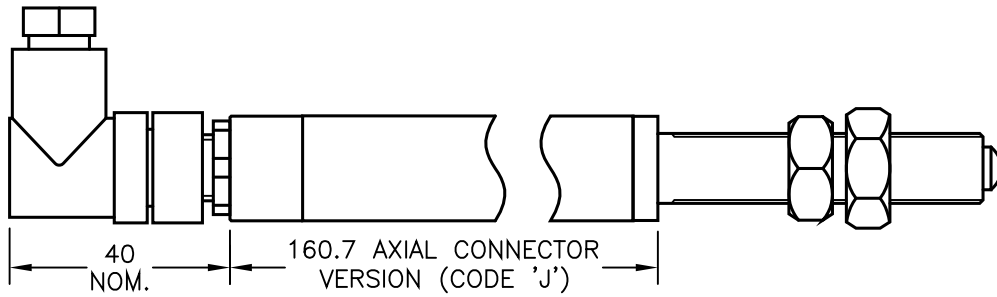 40
NOM.
160.7 AXIAL CONNECTOR
VERSION (CODE 'J')